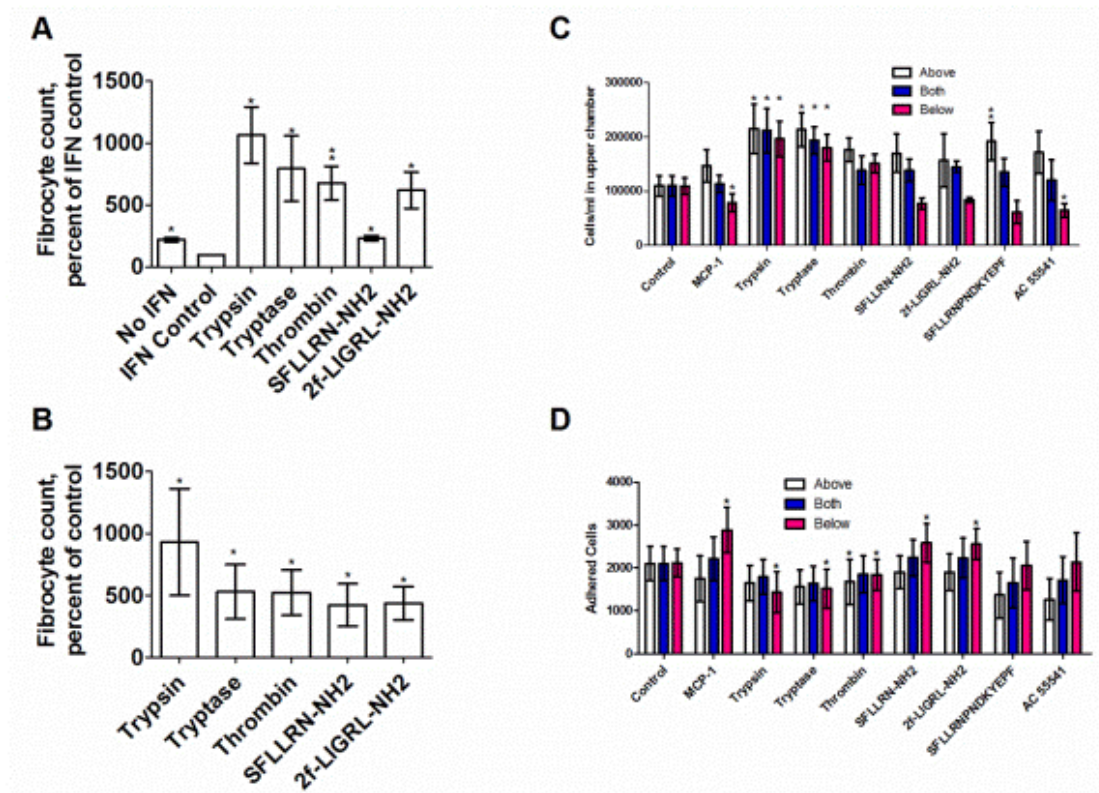 A
Fibrocyte count,
percent of IFN control
1500
1000
500
0
*
*
*
**
*
*
No IFN
IFN Control
Trypsin
Tryptase
Thrombin
SFLLRN-NH2
2f-LIGRL-NH2
B
Fibrocyte count,
percent of control
1500
1000
500
0
*
*
*
*
*
Trypsin
Tryptase
Thrombin
SFLLRN-NH2
2f-LIGRL-NH2
C
Above
Both
Below
Cells/ml in upper chamber
300000
200000
100000
0
*
* * *
* * *
**
*
Control
MCP-1
Trypsin
Tryptase
Thrombin
SFLLRN-NH2
2f-LIGRL-NH2
SFLLRNPNDKYEPF
AC 55541
D
Above
Both
Below
Adhered Cells
4000
3000
2000
1000
0
*
*
*
* *
*
*
Control
MCP-1
Trypsin
Tryptase
Thrombin
SFLLRN-NH2
2f-LIGRL-NH2
SFLLRNPNDKYEPF
AC 55541